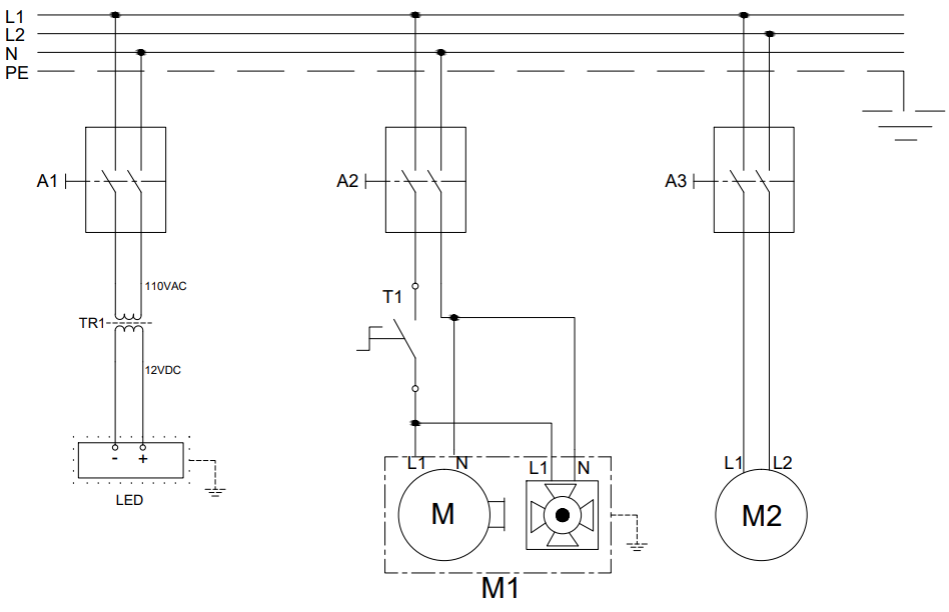 L1
L2
N
PE
A1
A2
A3
110VAC
T1
TR1
12VDC
- +
LED
L1 N
L1 N
L1 L2
M
M2
M1